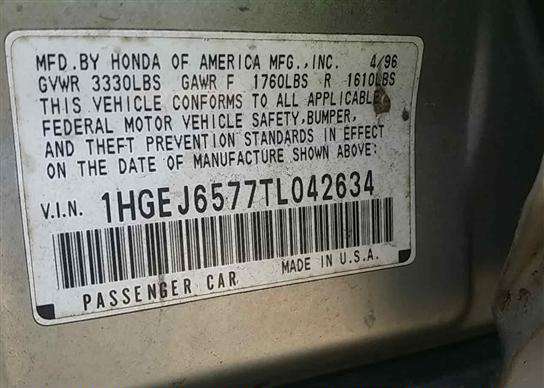 MFD.BY HONDA OF AMERICA MFG.,INC. 4/96
GVWR 3330LBS GAWR F 1760LBS R 1610LBS
THIS VEHICLE CONFORMS TO ALL APPLICABLE
FEDERAL MOTOR VEHICLE SAFETY,BUMPER,
AND THEFT PREVENTION STANDARDS IN EFFECT
ON THE DATE OF MANUFACTURE SHOWN ABOVE:
V.I.N. 1HGEJ6577TL042634
PASSENGER CAR MADE IN U.S.A.